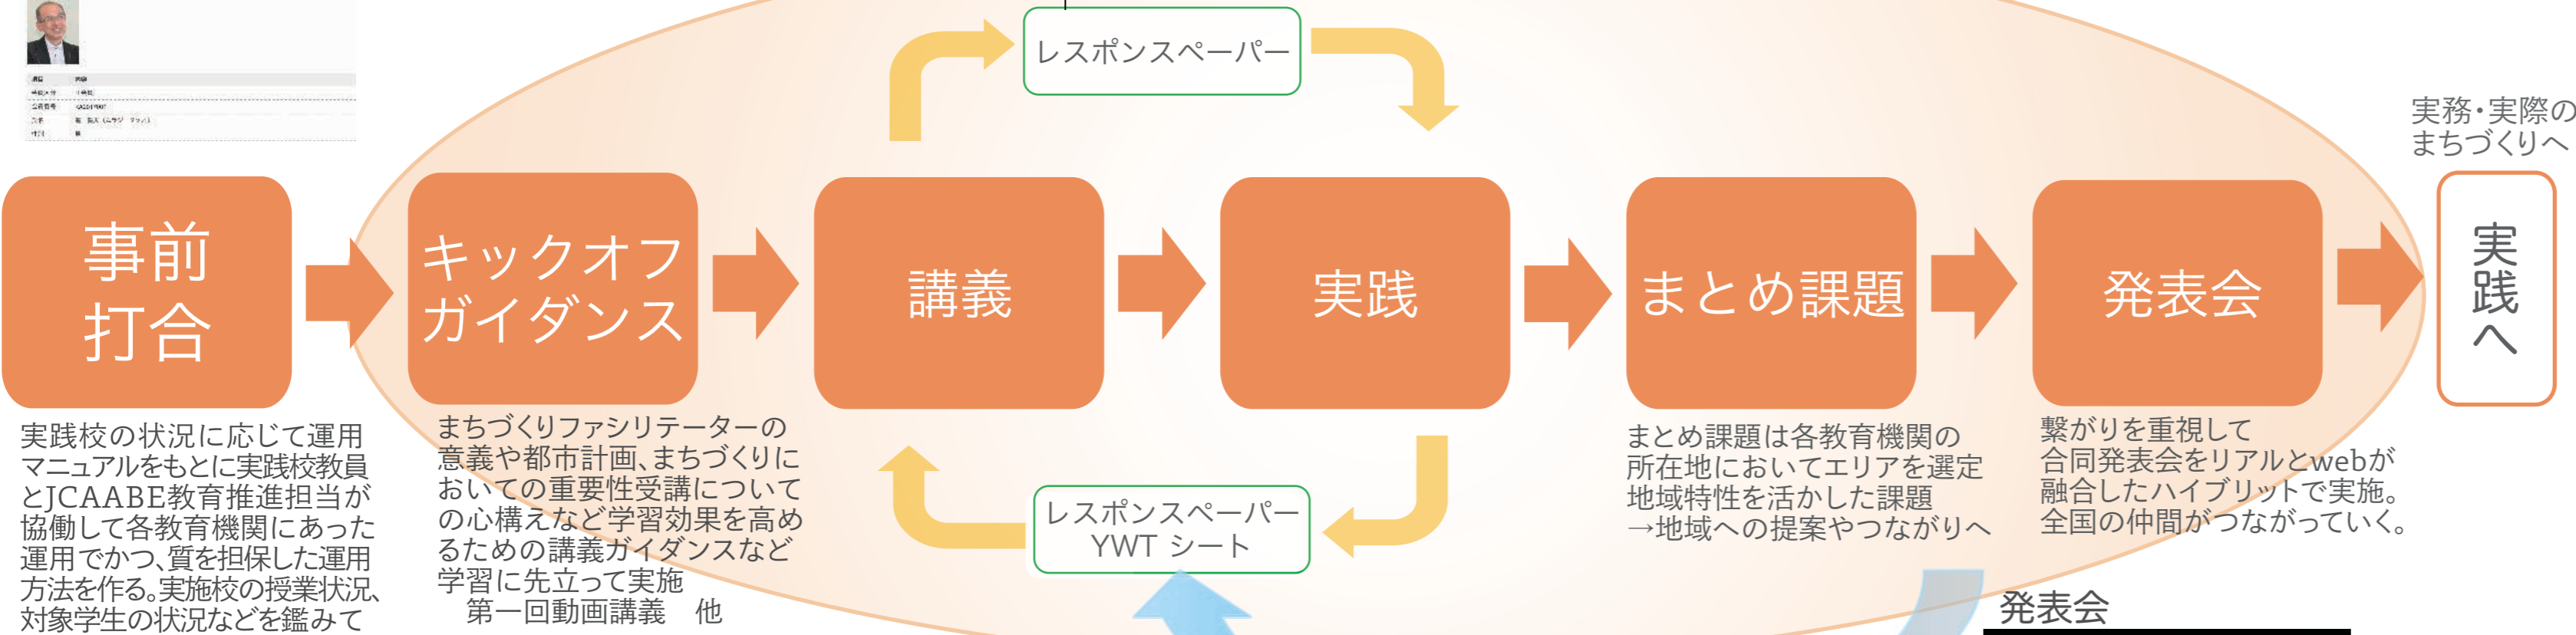 項目 内容
会員番号
レスポンスペーパー
実務・実際の
まちづくりへ
事前
打合
キックオフ
ガイダンス
講義
実践
まとめ課題
発表会
実践へ
実践校の状況に応じて運用
マニュアルをもとに実践校教員
とJCAABE教育推進担当が
協働して各教育機関にあった
運用でかつ、質を担保した運用
方法を作る。実施校の授業状況、
対象学生の状況などを鑑みて
まちづくりファシリテーターの
意義や都市計画、まちづくりに
おいての重要性受講について
の心構えなど学習効果を高め
るための講義ガイダンスなど
学習に先立って実施
第一回動画講義　他
レスポンスペーパー
YWT シート
まとめ課題は各教育機関の
所在地においてエリアを選定
地域特性を活かした課題
→地域への提案やつながりへ
繋がりを重視して
合同発表会をリアルとwebが
融合したハイブリットで実施。
全国の仲間がつながっていく。
発表会